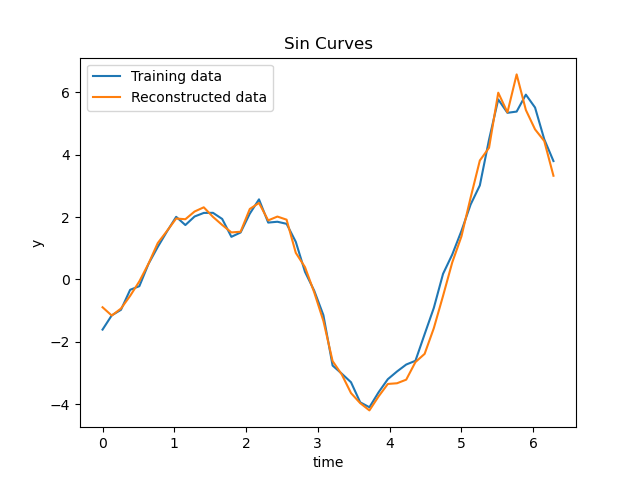 Sin Curves
Training data
Reconstructed data
y
6
4
2
0
−2
−4
0 1 2 3 4 5 6
time